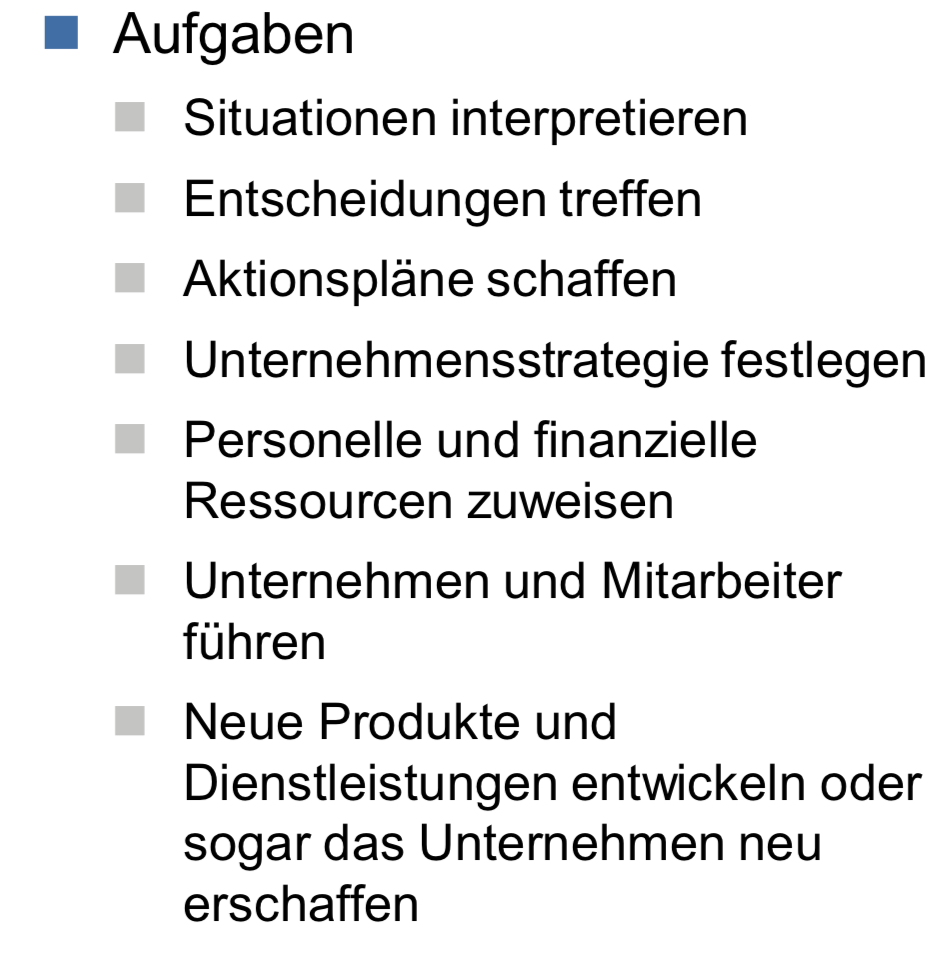 Aufgaben
Situationen interpretieren
Entscheidungen treffen
Aktionspläne schaffen
Unternehmensstrategie festlegen
Personelle und finanzielle
Ressourcen zuweisen
Unternehmen und Mitarbeiter
führen
Neue Produkte und
Dienstleistungen entwickeln oder
sogar das Unternehmen neu
erschaffen